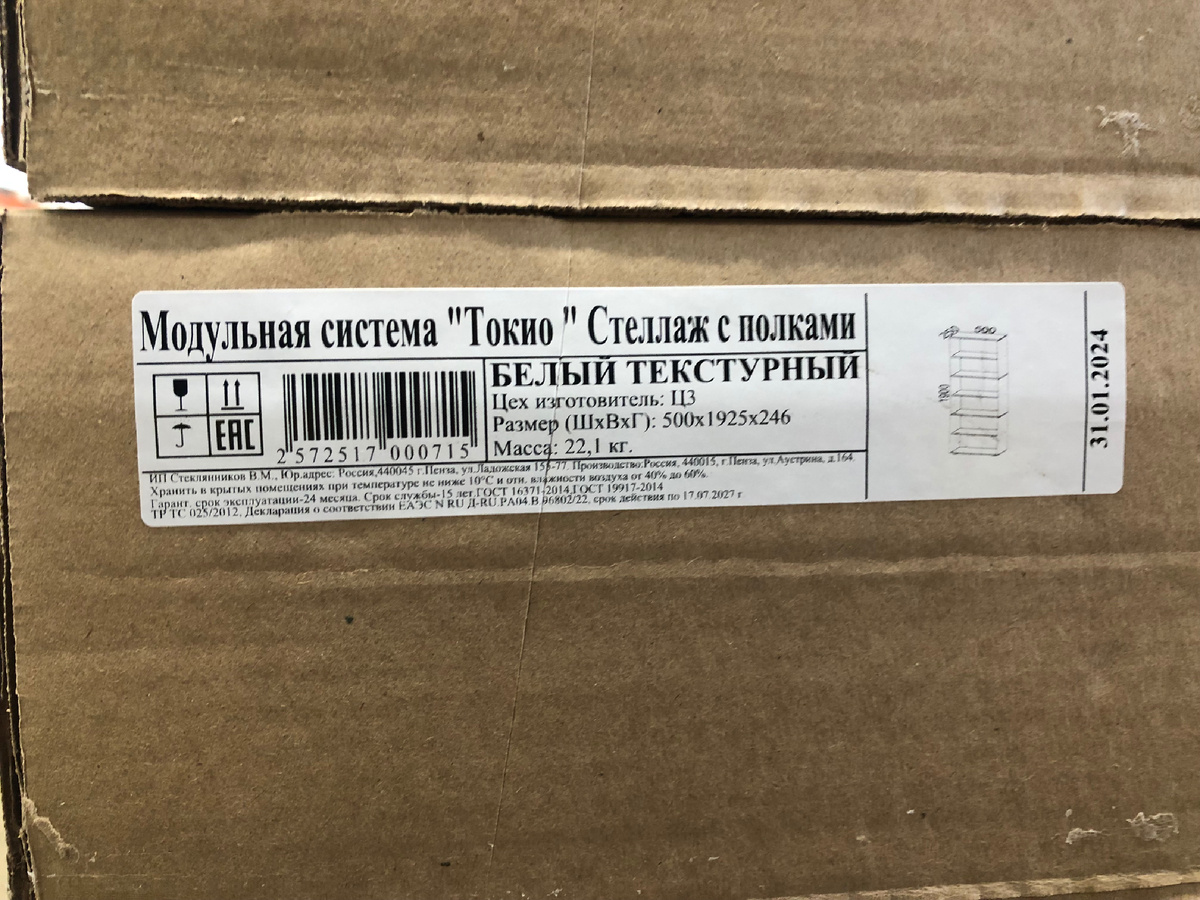 Модульная система "Токио " Стеллаж с полками
БЕЛЫЙ ТЕКСТУРНЫЙ
Цех изготовитель: Ц3
Размер (ШхВхГ): 500х1925х246
Масса: 22,1 кг.
EAC
2 572517 000715
ИП Стеклянников В.М., Юр.адрес: Россия,440045 г.Пенза, ул.Ладожская 155-77. Производство:Россия, 440015, г.Пенза, ул.Аустрина, д.164
Хранить в крытых помещениях при температуре не ниже 10°С и отн. влажности воздуха от 40% до 60%.
Гарант. срок эксплуатации-24 месяца. Срок службы-15 лет.ГОСТ 16371-2014,ГОСТ 19917-2014
ТР ТС 025/2012, Декларация о соответствии ЕАЭС N RU Д-RU.РА04.В.96802/22, срок действия по 17.07.2027 г
500
1900
31.01.2024